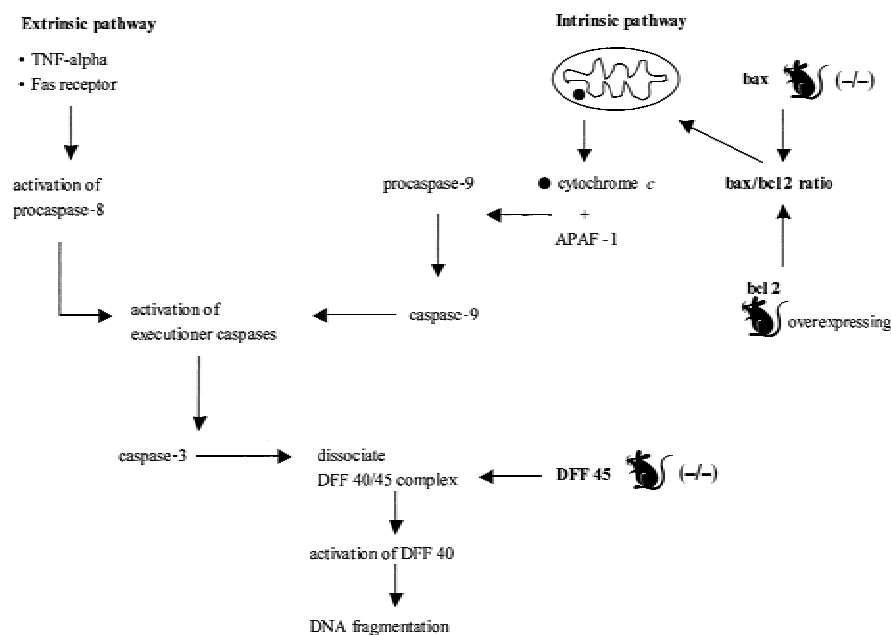 Extrinsic pathway
• TNF-alpha
• Fas receptor
activation of
procaspase-8
Intrinsic pathway
bax (–/–)
procaspase-9
cytochrome c
+
APAF-1
bax/bcl2 ratio
bcl 2
overexpressing
activation of
executioner caspases
caspase-9
caspase-3
dissociate
DFF 40/45 complex
DFF 45 (–/–)
activation of DFF 40
DNA fragmentation